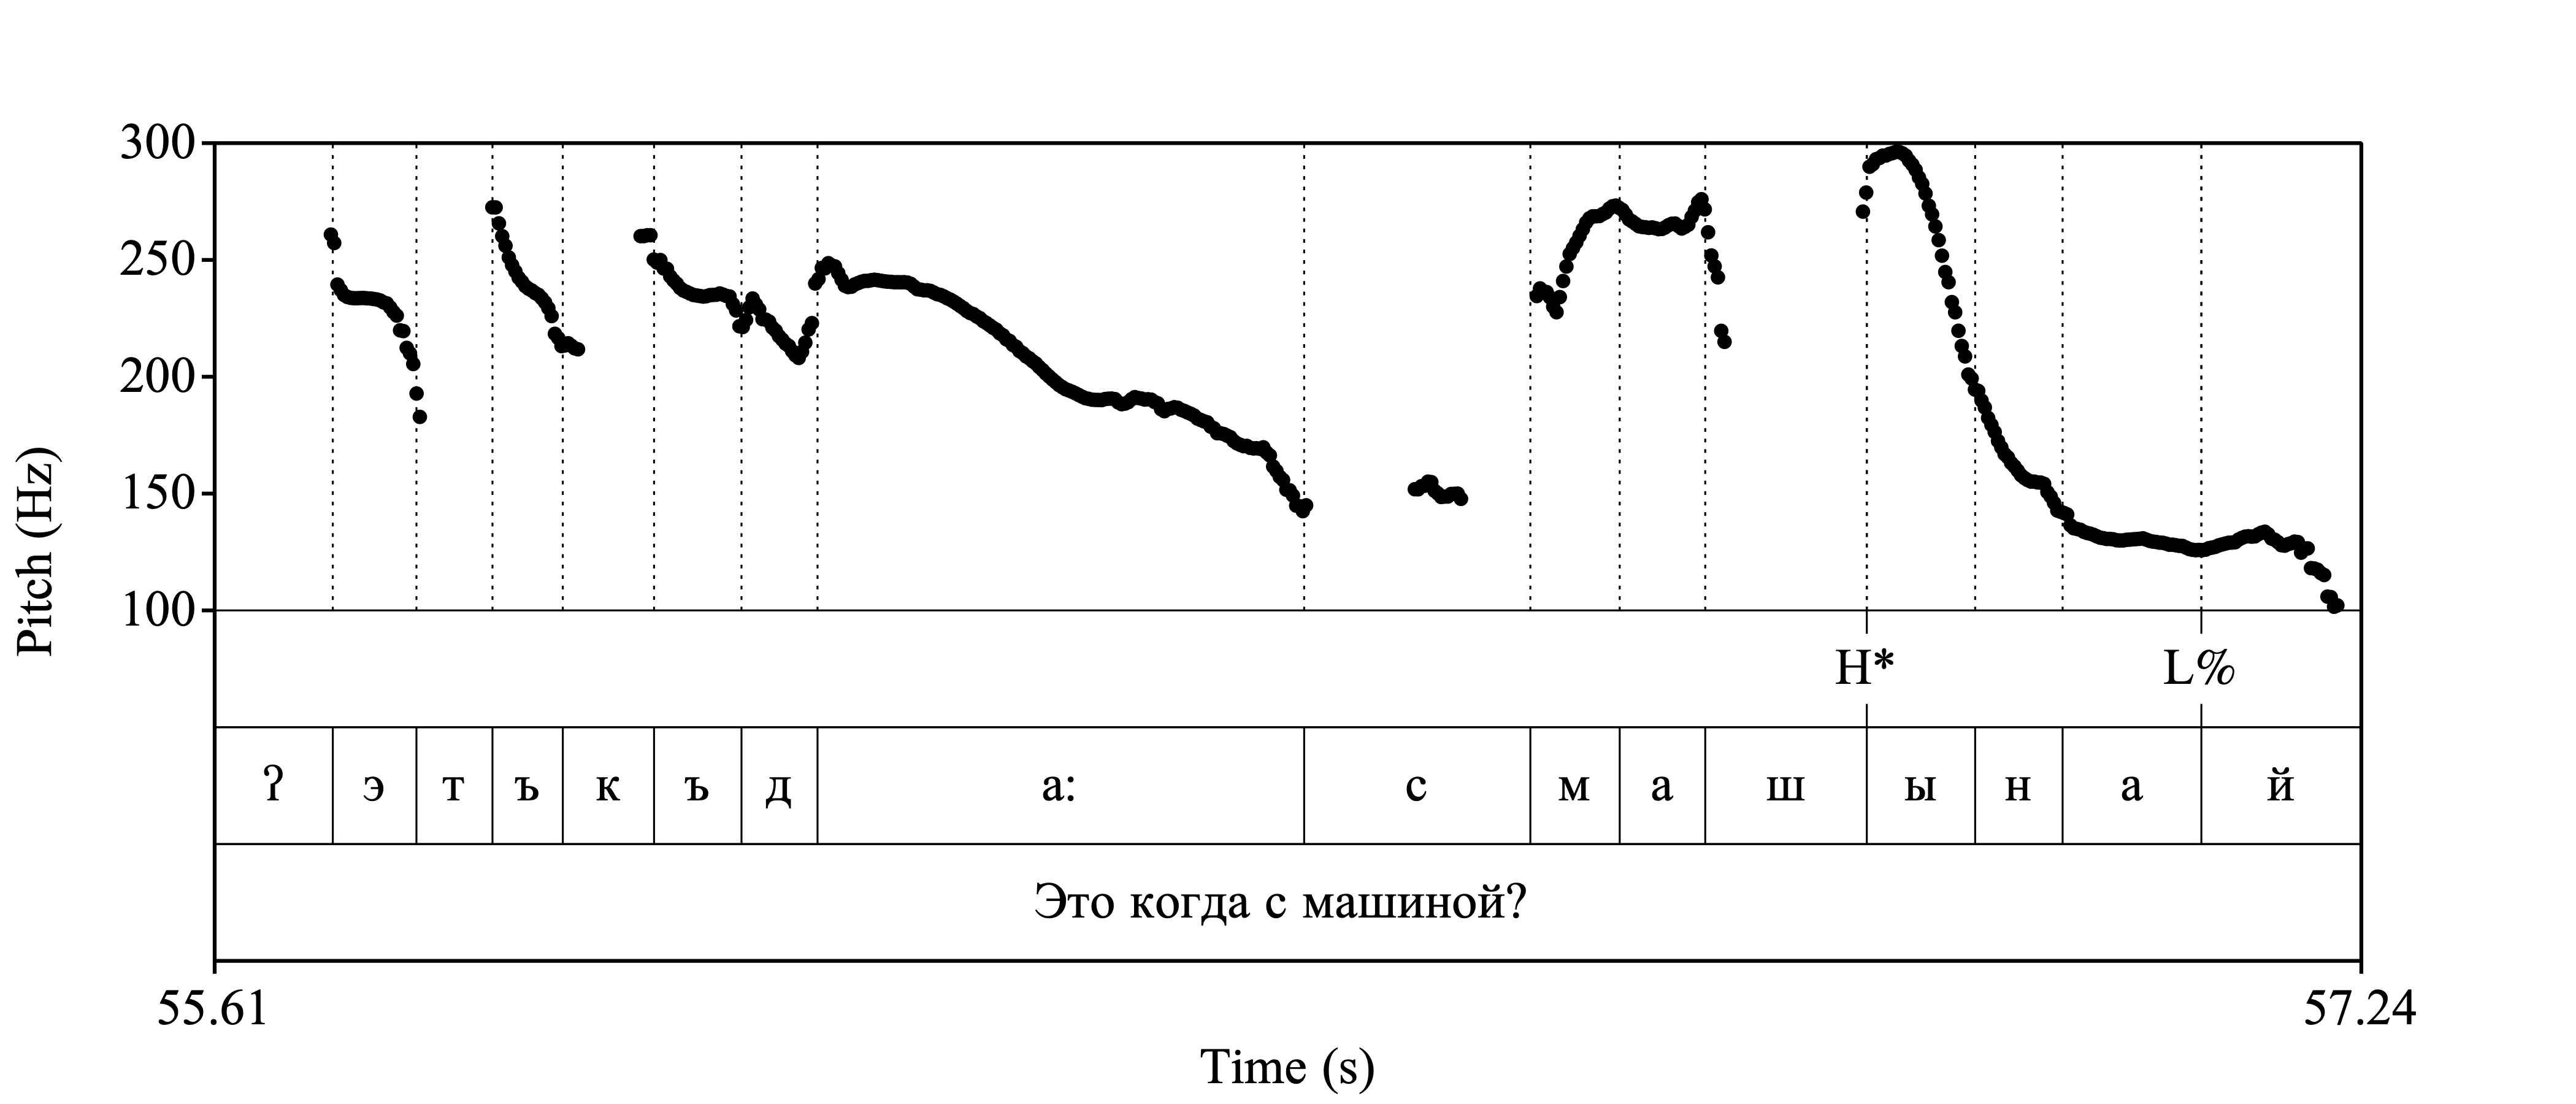 300
250
200
150
100
Pitch (Hz)
H* L%
ʔ э т ъ к ъ д а: с м а ш ы н а й
Это когда с машиной?
55.61 57.24
Time (s)